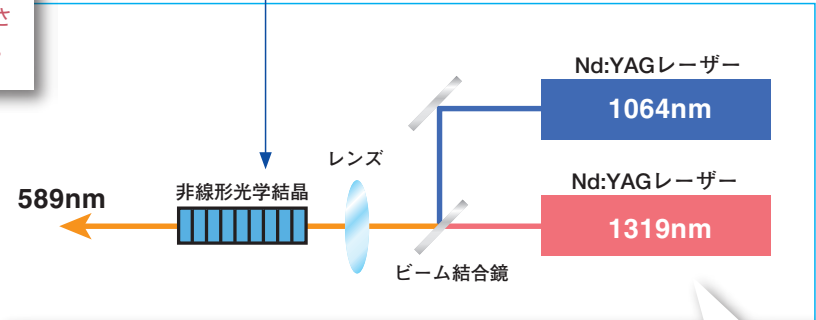 さ
Nd:YAGレーザー
1064nm
レンズ
Nd:YAGレーザー
589nm
非線形光学結晶
1319nm
ビーム結合鏡